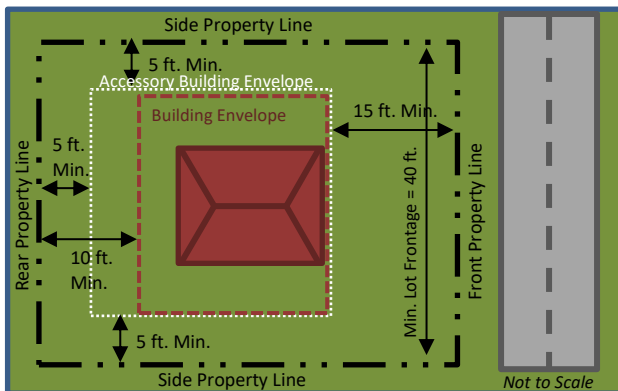 Side Property Line
5 ft. Min.
Accessory Building Envelope
Building Envelope
15 ft. Min.
5 ft.
Min.
Rear Property Line
Min. Lot Frontage = 40 ft.
Front Property Line
10 ft.
Min.
5 ft. Min.
Side Property Line
Not to Scale